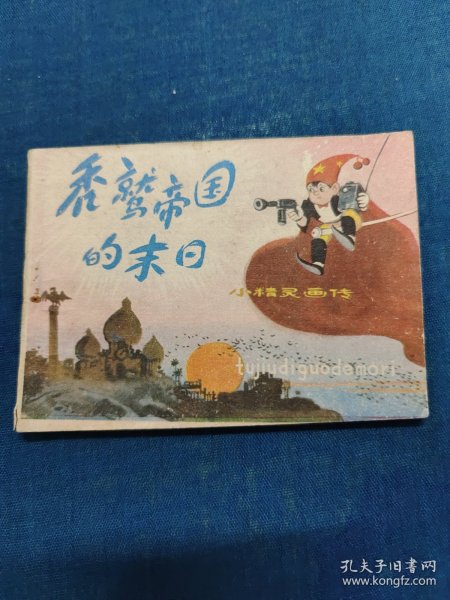 秃鹫帝国
的末日
小精灵画传
tujiudiguodemori
孔夫子旧书网
www.kongfz.com